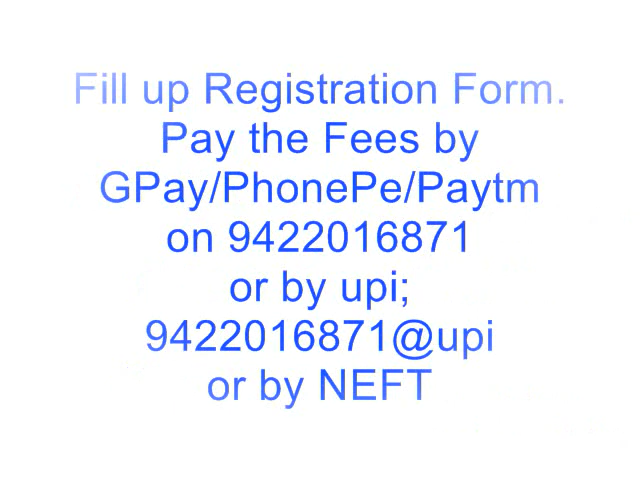 Fill up Registration Form.
Pay the Fees by
GPay/PhonePe/Paytm
on 9422016871
or by upi;
9422016871@upi
or by NEFT